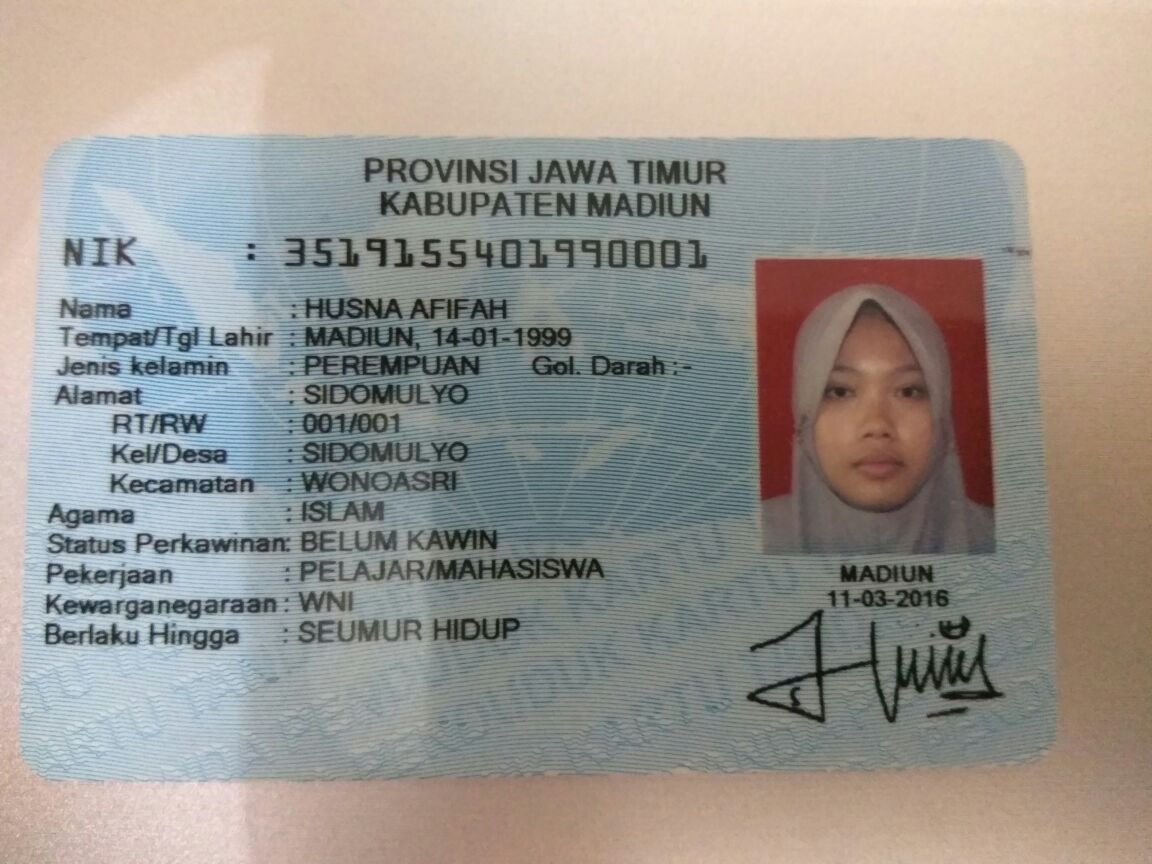 PROVINSI JAWA TIMUR
KABUPATEN MADIUN
NIK : 3519155401990001
Nama : HUSNA AFIFAH
Tempat/Tgl Lahir : MADIUN, 14-01-1999
Jenis kelamin : PEREMPUAN Gol. Darah :-
Alamat : SIDOMULYO
RT/RW : 001/001
Kel/Desa : SIDOMULYO
Kecamatan : WONOASRI
Agama : ISLAM
Status Perkawinan: BELUM KAWIN
Pekerjaan : PELAJAR/MAHASISWA
Kewarganegaraan : WNI
Berlaku Hingga : SEUMUR HIDUP
MADIUN
11-03-2016